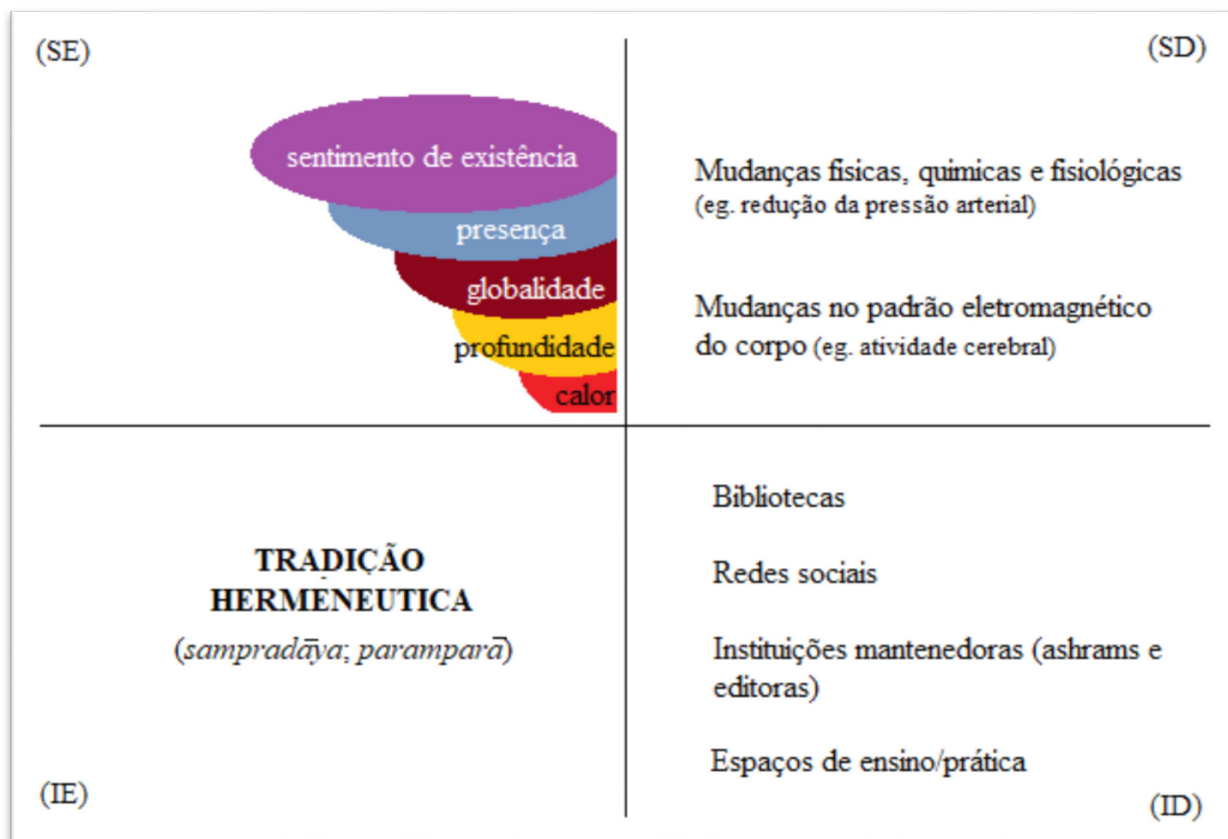 (SE)
sentimento de existência
presença
globalidade
profundidade
calor
(SD)
Mudanças físicas, quimicas e fisiológicas
(eg. redução da pressão arterial)
Mudanças no padrão eletromagnético
do corpo (eg. atividade cerebral)
TRADIÇÃO
HERMENEUTICA
(sampradāya; paramparā)
(IE)
Bibliotecas
Redes sociais
Instituições mantenedoras (ashrams e
editoras)
Espaços de ensino/prática
(ID)